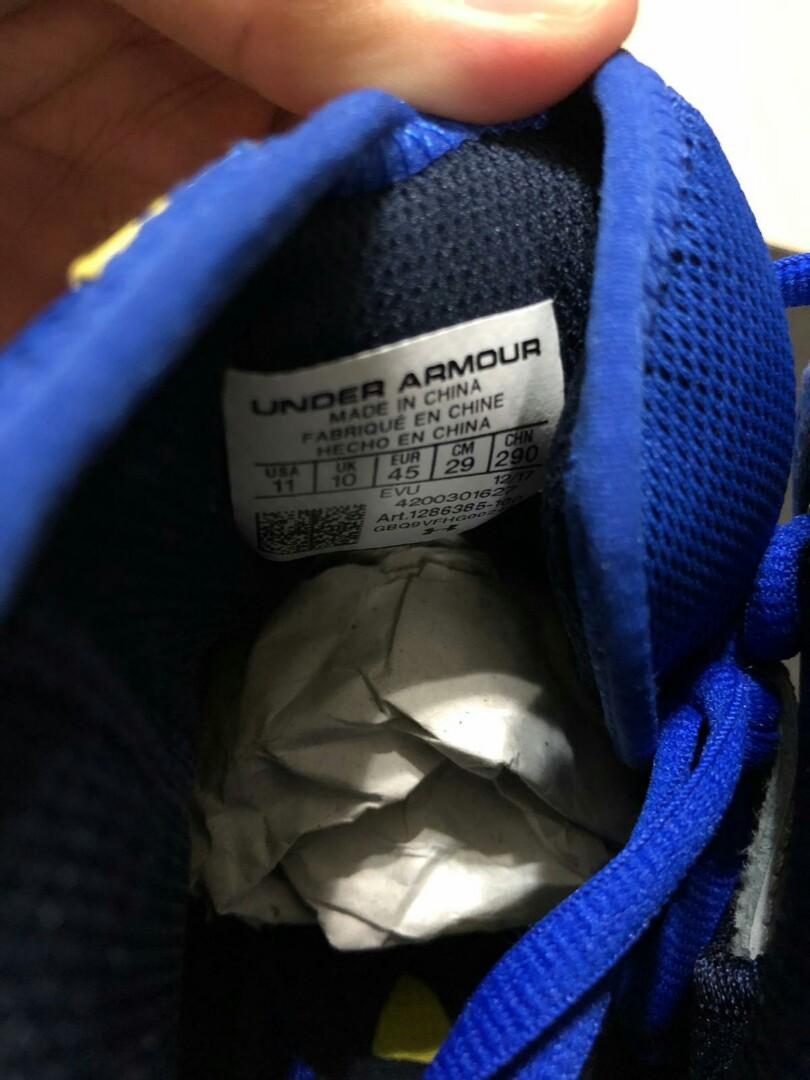 UNDER ARMOUR
MADE IN CHINA
FABRIQUÉ EN CHINE
HECHO EN CHINA
USA UK EUR CM CHN
11 10 45 29 290
EVU 12/17
4200301627